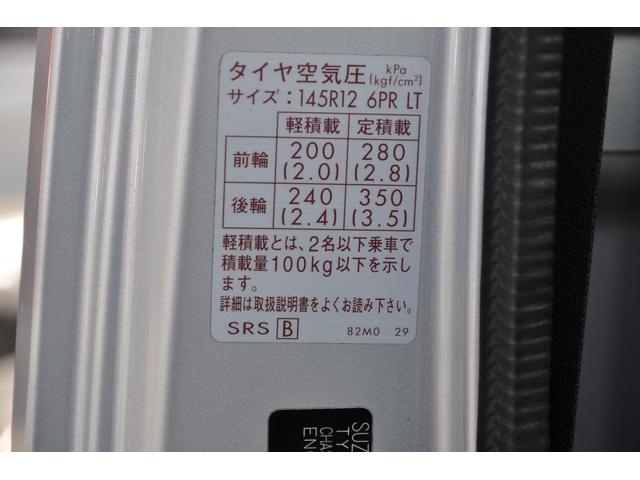 タイヤ空気圧 kPa (kgf/cm²)
サイズ：145R12 6PR LT
軽積載 定積載
前輪 200 (2.0) 280 (2.8)
後輪 240 (2.4) 350 (3.5)
軽積載とは、2名以下乗車で
積載量100kg以下を示し
ます。
詳細は取扱説明書をよくお読み下さい。
SRS B 82M0 29
SUZ
TY
CHAS
EN